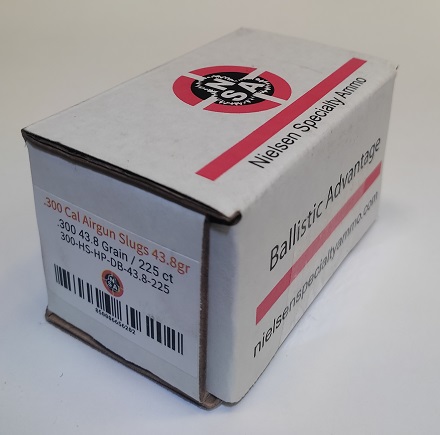 NSA
Nielsen Specialty Ammo
Ballistic Advantage
nielsenspecialtyammo.com
.300 Cal Airgun Slugs 43.8gr
.300 43.8 Grain / 225 ct
300-HS-HP-DB-43.8-225